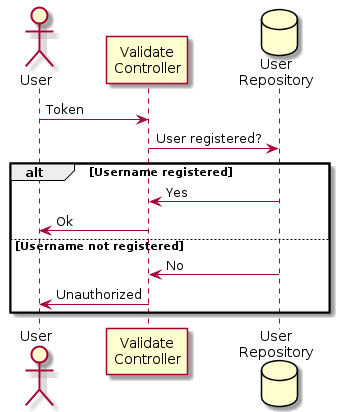 User
Validate
Controller
User
Repository
Token
User registered?
alt [Username registered]
Yes
Ok
[Username not registered]
No
Unauthorized
User
Validate
Controller
User
Repository